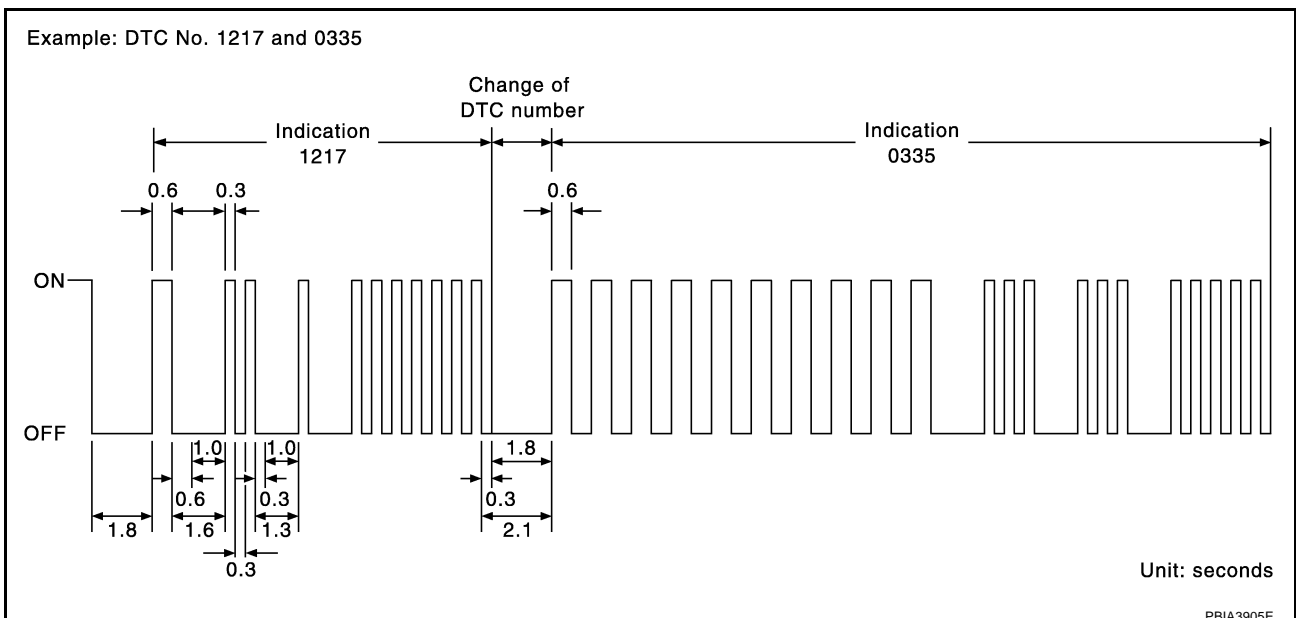 Example: DTC No. 1217 and 0335
Change of
DTC number
Indication
1217
Indication
0335
0.6
0.3
0.6
ON
OFF
1.0
1.0
1.8
0.6
0.3
0.3
1.8
1.6
1.3
2.1
0.3
Unit: seconds
PBIA3905E